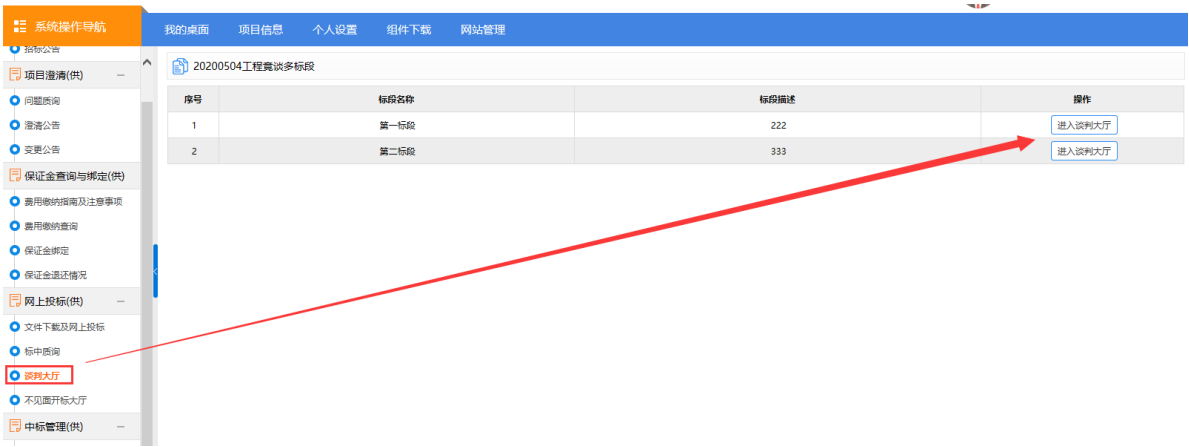 系统操作导航
我的桌面 项目信息 个人设置 组件下载 网站管理
招标公告
项目澄清(供)
问题质询
澄清公告
变更公告
保证金查询与绑定(供)
费用缴纳指南及注意事项
费用缴纳查询
保证金绑定
保证金退还情况
网上投标(供)
文件下载及网上投标
标中质询
谈判大厅
不见面开标大厅
中标管理(供)
20200504工程竞谈多标段
序号 标段名称 标段描述 操作
1 第一标段 222 进入谈判大厅
2 第二标段 333 进入谈判大厅